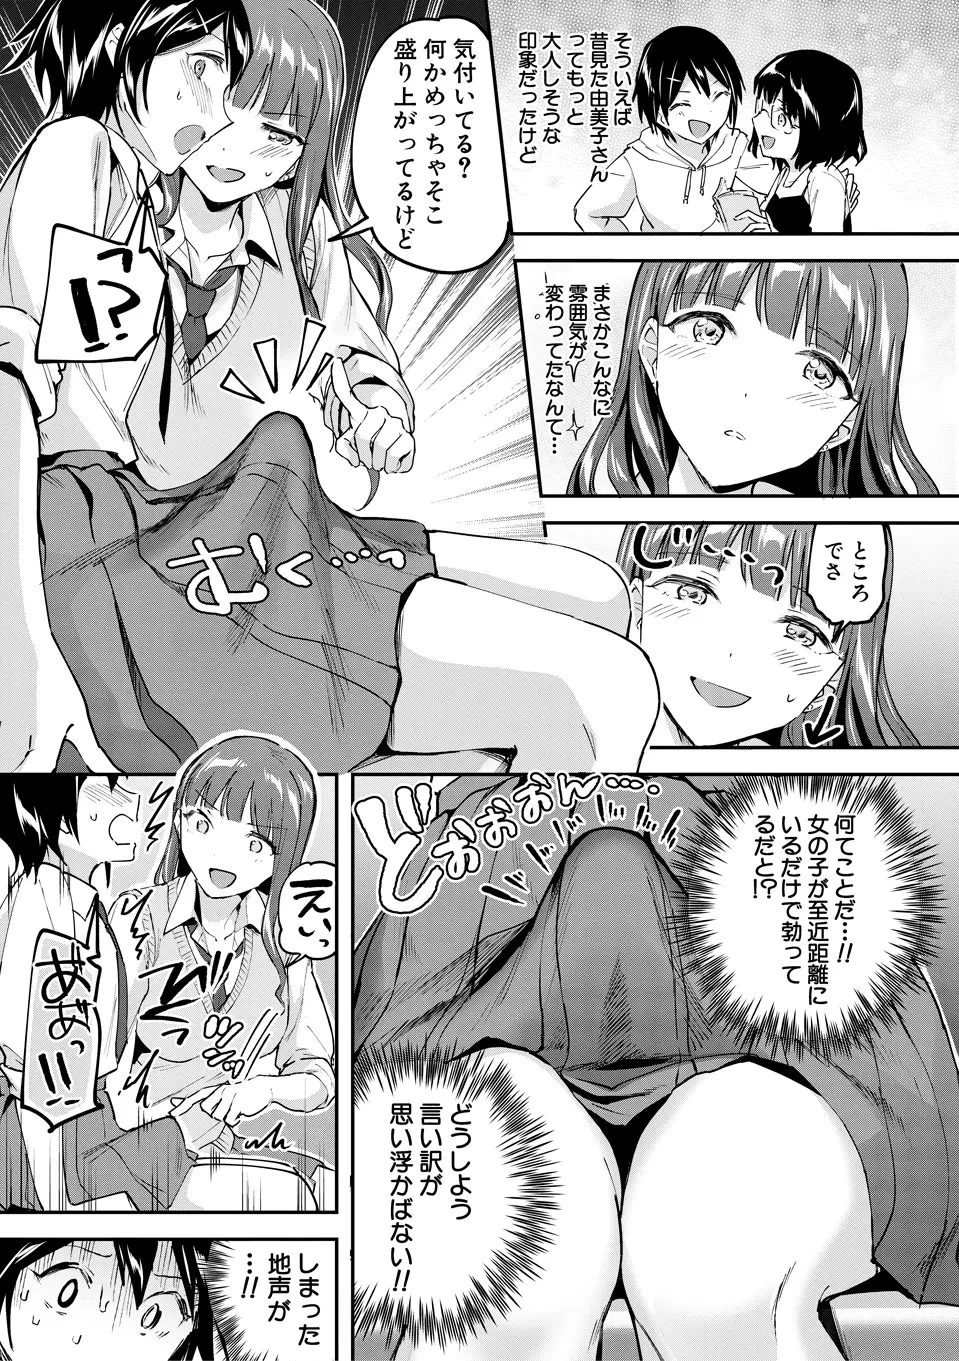 そういえば
昔見た由美子さん
ってもっと
大人しそうな
印象だったけど
まさかこんなに
雰囲気が
変わってたなんて…
ところ
でさ
じ…っ
気付いてる?
何かめっちゃそこ
盛り上がってるけど
っ!?
むく…っ
何てことだ…!!
女の子が至近距離に
いるだけで勃って
るだと!?
どおおおん…
どうしよう
言い訳が
思い浮かばない!!
えいっ
ツン
あぁっ!!
しまった
地声が
…!!